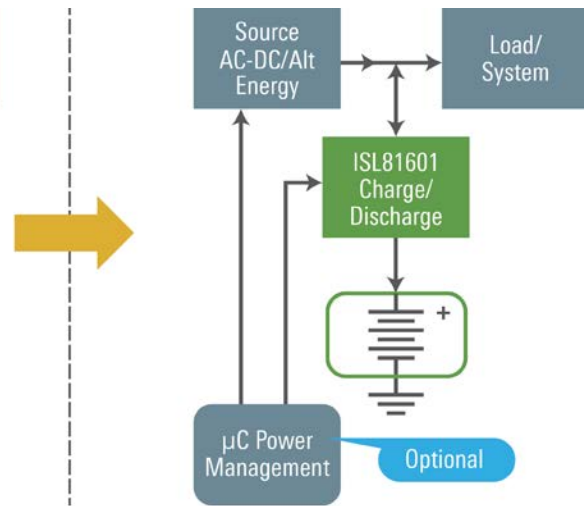 Source
AC-DC/Alt
Energy
Load/
System
ISL81601
Charge/
Discharge
+
µC Power
Management
Optional